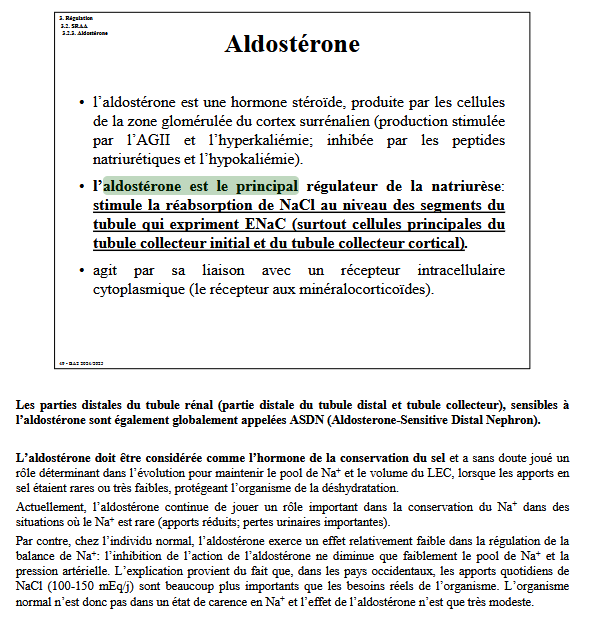 3. Régulation
3.2. SRAA
3.2.3. Aldostérone
Aldostérone
• l’aldostérone est une hormone stéroïde, produite par les cellules
de la zone glomérulée du cortex surrénalien (production stimulée
par l’AGII et l’hyperkaliémie; inhibée par les peptides
natriurétiques et l’hypokaliémie).
• l’aldostérone est le principal régulateur de la natriurèse:
stimule la réabsorption de NaCl au niveau des segments du
tubule qui expriment ENaC (surtout cellules principales du
tubule collecteur initial et du tubule collecteur cortical).
• agit par sa liaison avec un récepteur intracellulaire
cytoplasmique (le récepteur aux minéralocorticoïdes).
Les parties distales du tubule rénal (partie distale du tubule distal et tubule collecteur), sensibles à
l’aldostérone sont également globalement appelées ASDN (Aldosterone-Sensitive Distal Nephron).
L’aldostérone doit être considérée comme l’hormone de la conservation du sel et a sans doute joué un
rôle déterminant dans l’évolution pour maintenir le pool de Na⁺ et le volume du LEC, lorsque les apports en
sel étaient rares ou très faibles, protégeant l’organisme de la déshydratation.
Actuellement, l’aldostérone continue de jouer un rôle important dans la conservation du Na⁺ dans des
situations où le Na⁺ est rare (apports réduits; pertes urinaires importantes).
Par contre, chez l’individu normal, l’aldostérone exerce un effet relativement faible dans la régulation de la
balance de Na⁺: l’inhibition de l’action de l’aldostérone ne diminue que faiblement le pool de Na⁺ et la
pression artérielle. L’explication provient du fait que, dans les pays occidentaux, les apports quotidiens de
NaCl (100-150 mEq/j) sont beaucoup plus importants que les besoins réels de l’organisme. L’organisme
normal n’est donc pas dans un état de carence en Na⁺ et l’effet de l’aldostérone n’est que très modeste.